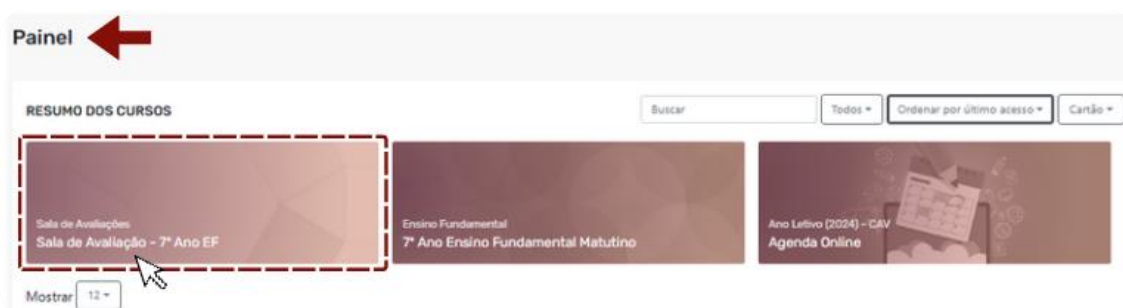 Painel
RESUMO DOS CURSOS
Buscar
Todos
Ordenar por último acesso
Cartão
Sala de Avaliações
Sala de Avaliação - 7º Ano EF
Ensino Fundamental
7º Ano Ensino Fundamental Matutino
Ano Letivo (2024) - CAV
Agenda Online
Mostrar 12